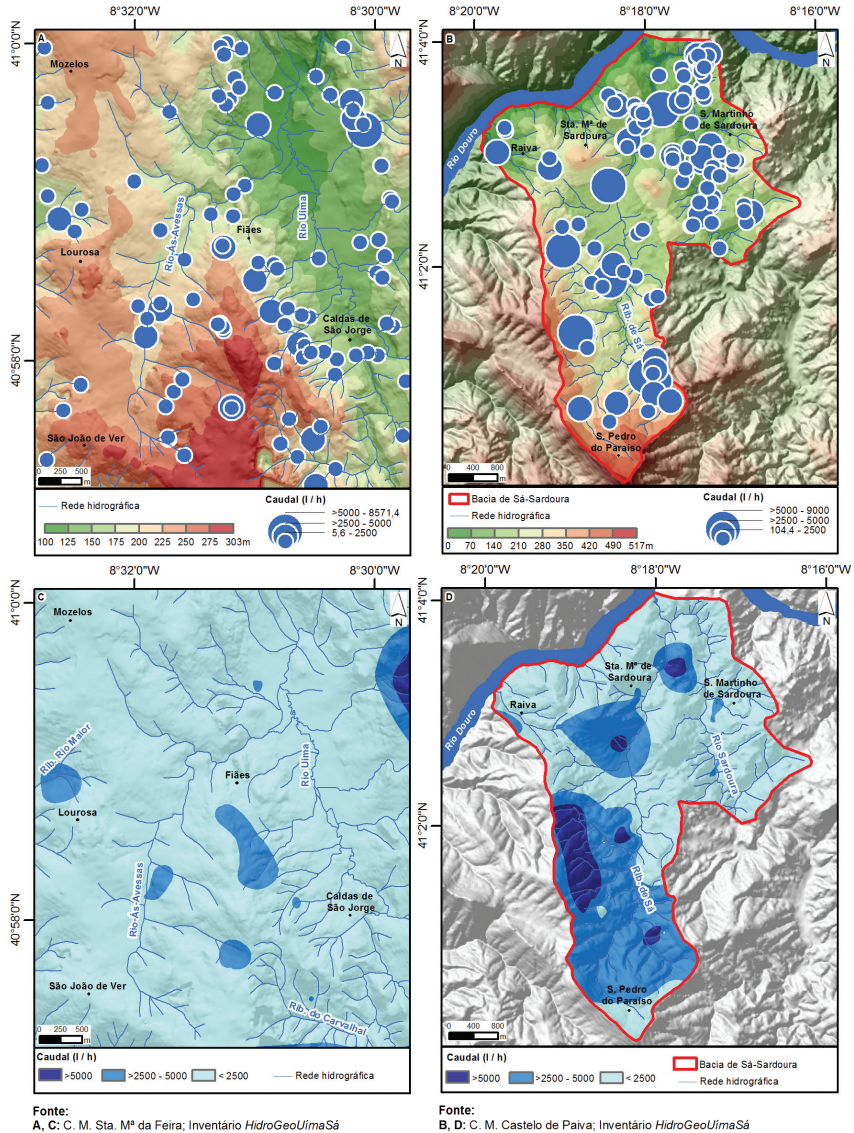 8°32'0"W
8°30'0"W
41°0'0"N
40°58'0"N
A
N
Mozelos
Rio-Às-Avessas
Rio Uíma
Fiães
Lourosa
Caldas de
São Jorge
São João de Ver
0 250 500
m
Rede hidrográfica
100 125 150 175 200 225 250 275 303m
Caudal (l / h)
>5000 - 8571,4
>2500 - 5000
5,6 - 2500
8°20'0"W
8°18'0"W
8°16'0"W
41°4'0"N
41°2'0"N
B
N
Rio Douro
Sta. Mª de
Sardoura
S. Martinho
de Sardoura
Raiva
Rib. de Sá
S. Pedro
do Paraíso
0 400 800
m
Bacia de Sá-Sardoura
Rede hidrográfica
0 70 140 210 280 350 420 490 517m
Caudal (l / h)
>5000 - 9000
>2500 - 5000
104,4 - 2500
8°32'0"W
8°30'0"W
41°0'0"N
40°58'0"N
C
N
Mozelos
Rib. Rio Maior
Rio Uíma
Fiães
Lourosa
Rio-Às-Avessas
Caldas de
São Jorge
São João de Ver
Rib. do Carvalhal
0 250 500
m
Caudal (l / h)
>5000
>2500 - 5000
< 2500
Rede hidrográfica
8°20'0"W
8°18'0"W
8°16'0"W
41°4'0"N
41°2'0"N
D
N
Sta. Mª de
Sardoura
S. Martinho
de Sardoura
Raiva
Rio Douro
Rio Sardoura
Rib. de Sá
S. Pedro
do Paraíso
0 400 800
m
Caudal (l / h)
>5000
>2500 - 5000
< 2500
Bacia de Sá-Sardoura
Rede hidrográfica
Fonte:
A, C: C. M. Sta. Mª da Feira; Inventário HidroGeoUímaSá
Fonte:
B, D: C. M. Castelo de Paiva; Inventário HidroGeoUímaSá